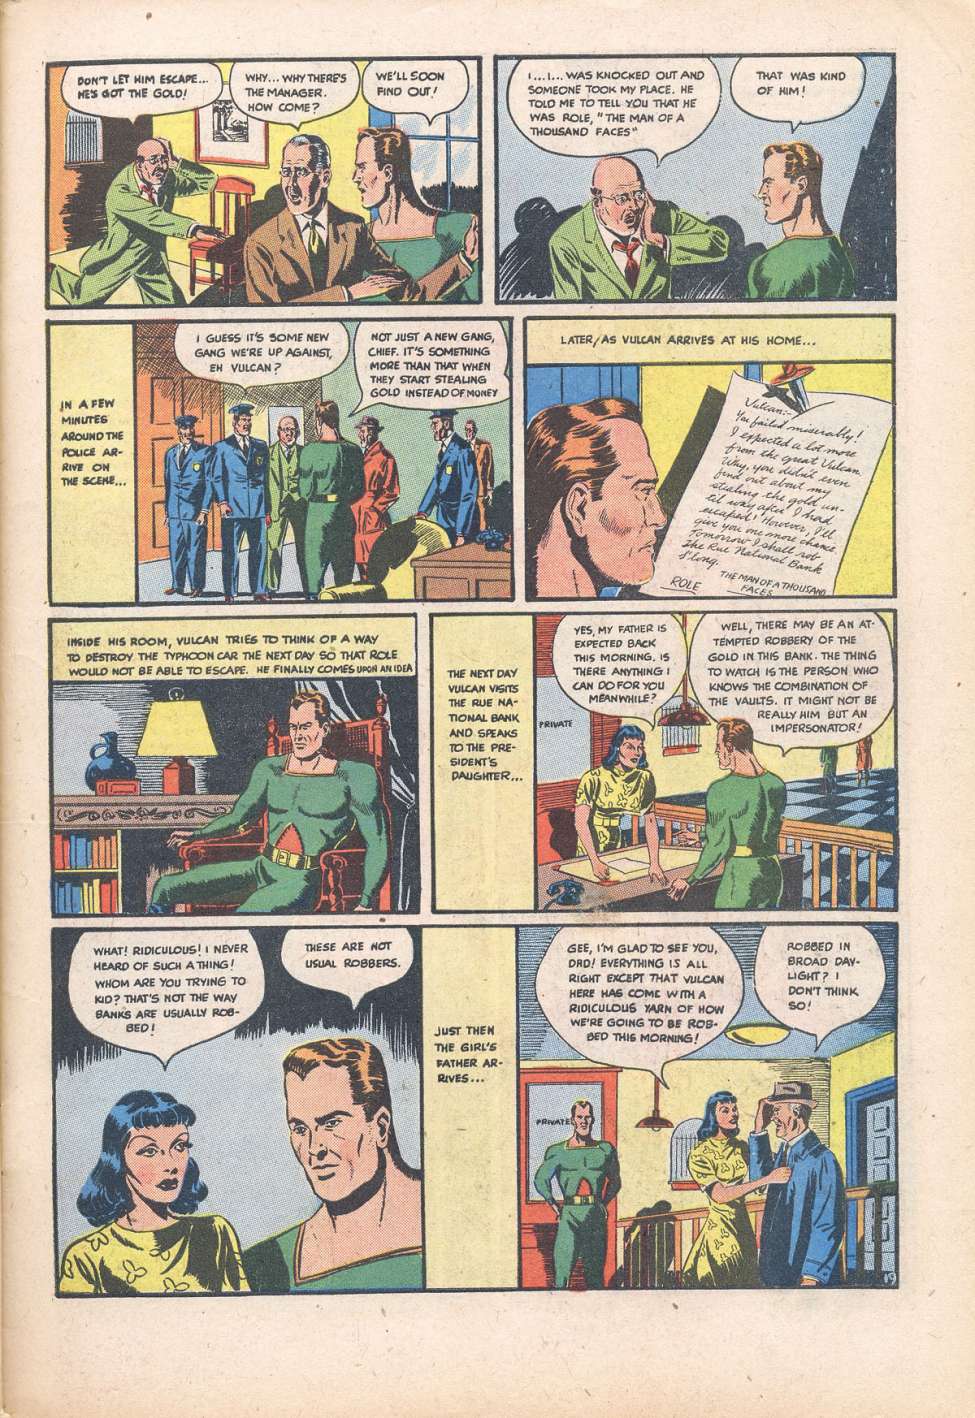 DON'T LET HIM ESCAPE...
HE'S GOT THE GOLD!
WHY... WHY THERE'S
THE MANAGER.
HOW COME?
WE'LL SOON
FIND OUT!
I...I... WAS KNOCKED OUT AND
SOMEONE TOOK MY PLACE. HE
TOLD ME TO TELL YOU THAT HE
WAS ROLE, "THE MAN OF A
THOUSAND FACES"
THAT WAS KIND
OF HIM!
IN A FEW
MINUTES
AROUND THE
POLICE AR-
RIVE ON
THE SCENE...
I GUESS IT'S SOME NEW
GANG WE'RE UP AGAINST,
EH VULCAN?
NOT JUST A NEW GANG,
CHIEF. IT'S SOMETHING
MORE THAN THAT WHEN
THEY START STEALING
GOLD INSTEAD OF MONEY
LATER/AS VULCAN ARRIVES AT HIS HOME...
Vulcan:-
You failed miserably!
I expected a lot more
from the great Vulcan
Why, you didn't even
find out about my
stealing the gold un-
til way after I had
escaped! However, I'll
give you one more chance.
Tomorrow I shall rob
The Rue National Bank
S'long.
ROLE
THE MAN OF A THOUSAND
FACES
INSIDE HIS ROOM, VULCAN TRIES TO THINK OF A WAY
TO DESTROY THE TYPHOON CAR THE NEXT DAY SO THAT ROLE
WOULD NOT BE ABLE TO ESCAPE. HE FINALLY COMES UPON AN IDEA
THE NEXT DAY
VULCAN VISITS
THE RUE NA-
TIONAL BANK
AND SPEAKS
TO THE PRE-
SIDENT'S
DAUGHTER...
YES, MY FATHER IS
EXPECTED BACK
THIS MORNING. IS
THERE ANYTHING I
CAN DO FOR YOU
MEANWHILE?
WELL, THERE MAY BE AN AT-
TEMPTED ROBBERY OF THE
GOLD IN THIS BANK. THE THING
TO WATCH IS THE PERSON WHO
KNOWS THE COMBINATION OF
THE VAULTS. IT MIGHT NOT BE
REALLY HIM BUT AN
IMPERSONATOR!
PRIVATE
WHAT! RIDICULOUS! I NEVER
HEARD OF SUCH A THING!
WHOM ARE YOU TRYING TO
KID? THAT'S NOT THE WAY
BANKS ARE USUALLY ROB-
BED!
THESE ARE NOT
USUAL ROBBERS.
JUST THEN
THE GIRL'S
FATHER AR-
RIVES...
GEE, I'M GLAD TO SEE YOU,
DAD! EVERYTHING IS ALL
RIGHT EXCEPT THAT VULCAN
HERE HAS COME WITH A
RIDICULOUS YARN OF HOW
WE'RE GOING TO BE ROB-
BED THIS MORNING!
ROBBED IN
BROAD DAY-
LIGHT? I
DON'T THINK
SO!
PRIVATE
19